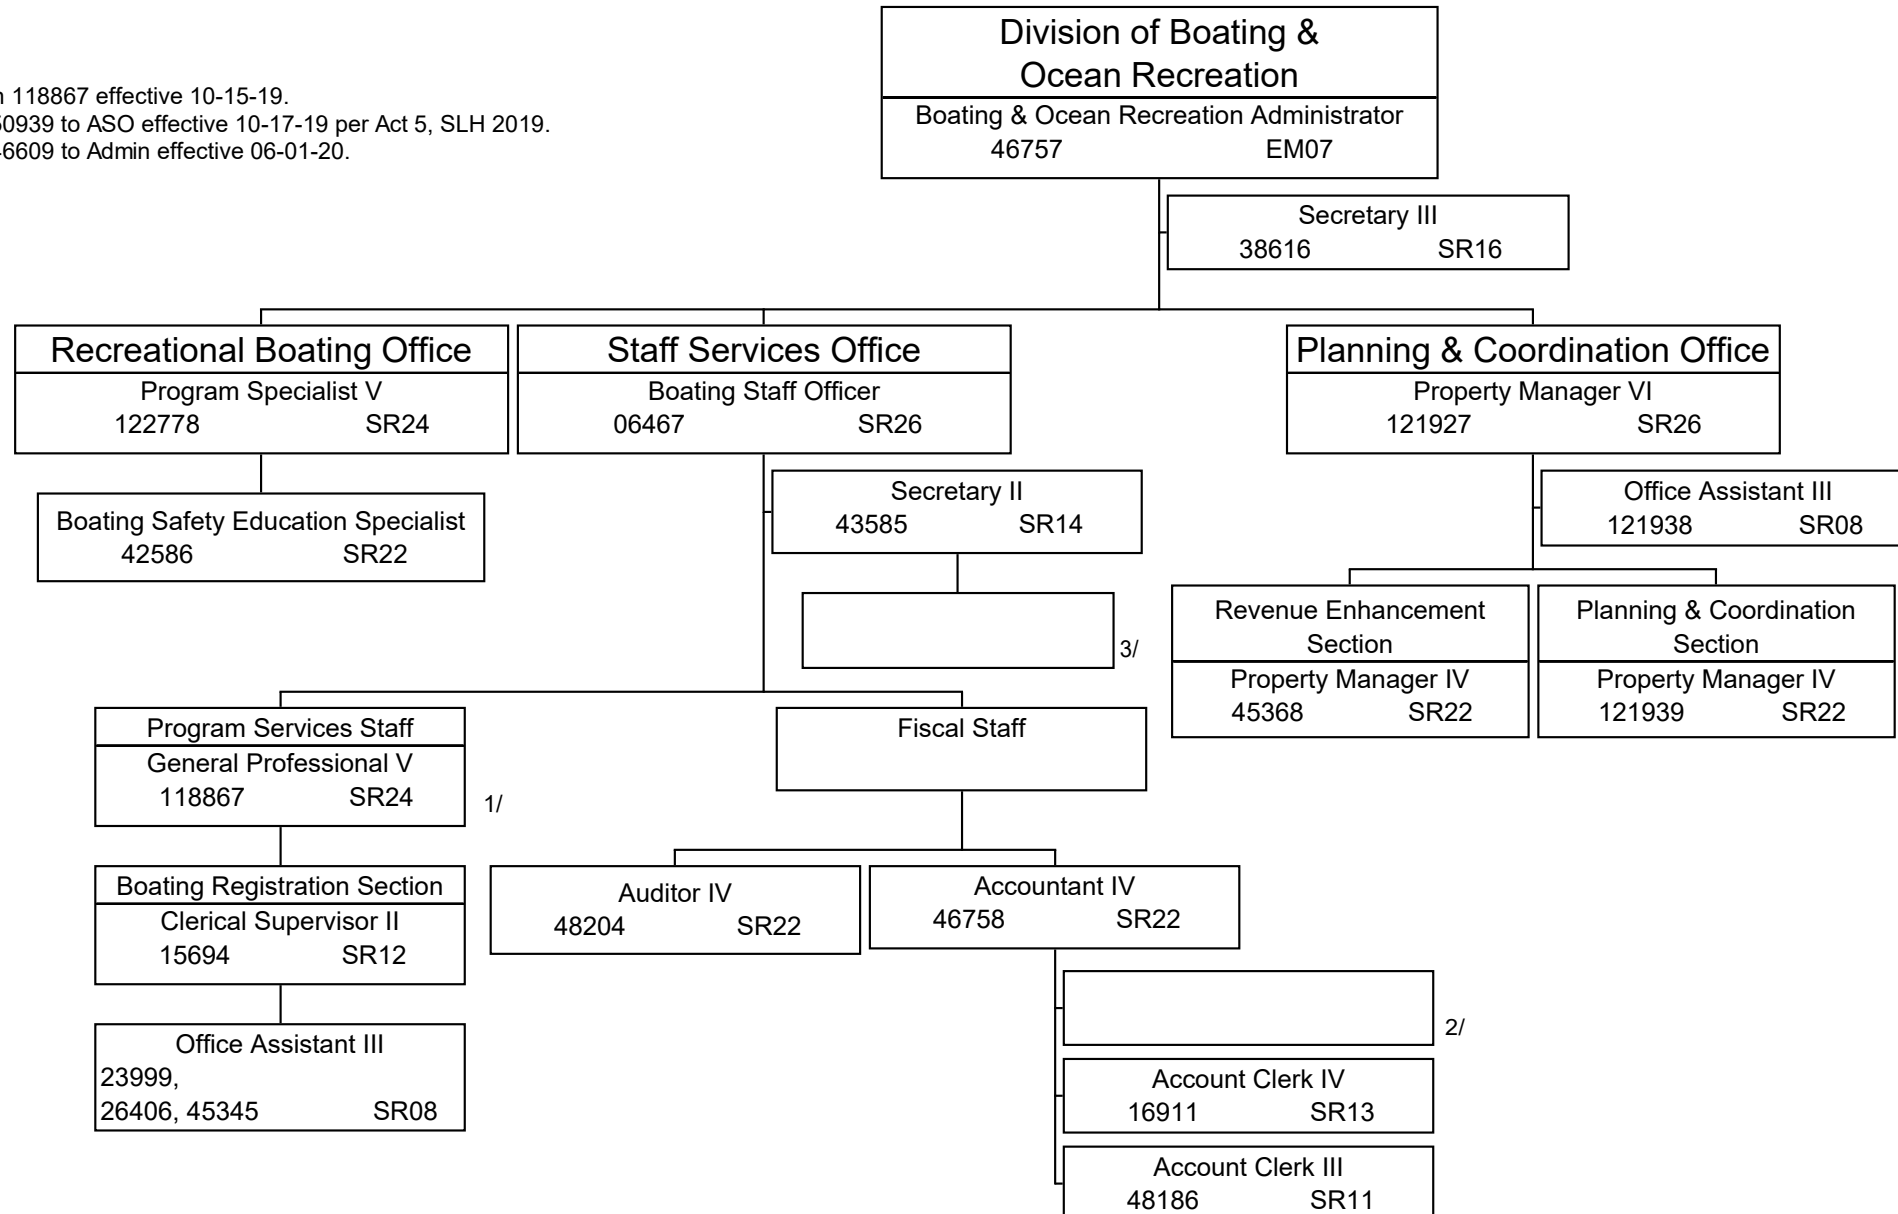 118867 effective 10-15-19.
to ASO effective 10-17-19 per Act 5, SLH 2019.
to Admin effective 06-01-20.
Division of Boating &
Ocean Recreation
Boating & Ocean Recreation Administrator
46757 EM07
Secretary III
38616 SR16
Recreational Boating Office
Program Specialist V
122778 SR24
Boating Safety Education Specialist
42586 SR22
Staff Services Office
Boating Staff Officer
06467 SR26
Secretary II
43585 SR14
3/
Program Services Staff
General Professional V
118867 SR24
1/
Boating Registration Section
Clerical Supervisor II
15694 SR12
Office Assistant III
23999,
26406, 45345 SR08
Fiscal Staff
Auditor IV
48204 SR22
Accountant IV
46758 SR22
2/
Account Clerk IV
16911 SR13
Account Clerk III
48186 SR11
Planning & Coordination Office
Property Manager VI
121927 SR26
Office Assistant III
121938 SR08
Revenue Enhancement
Section
Property Manager IV
45368 SR22
Planning & Coordination
Section
Property Manager IV
121939 SR22